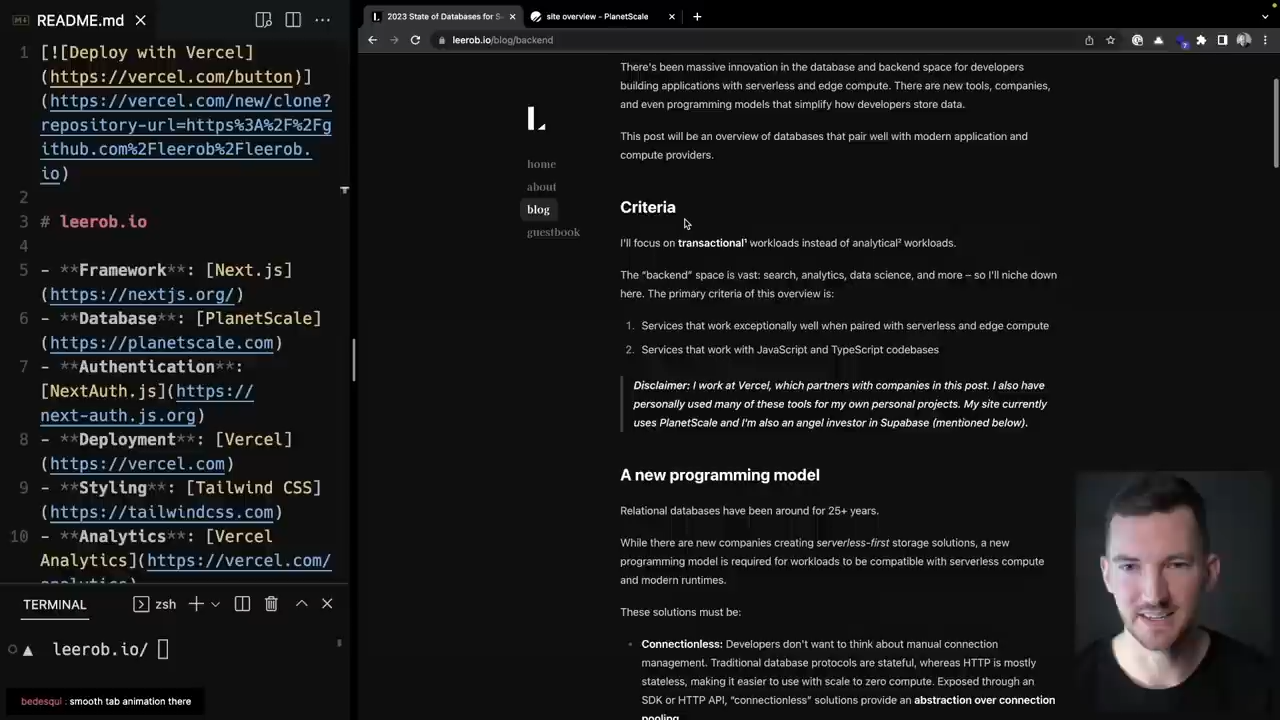 README.md
1 [![Deploy with Vercel]
(https://vercel.com/button)]
(https://vercel.com/new/clone?
repository-url=https%3A%2F%2Fg
ithub.com%2Fleerob%2Fleerob.
io)
2
3 # leerob.io
4
5 - **Framework**: [Next.js]
(https://nextjs.org/)
6 - **Database**: [PlanetScale]
(https://planetscale.com)
7 - **Authentication**:
[NextAuth.js](https://
next-auth.js.org)
8 - **Deployment**: [Vercel]
(https://vercel.com)
9 - **Styling**: [Tailwind CSS]
(https://tailwindcss.com)
10 - **Analytics**: [Vercel
Analytics](https://vercel.com/
analytics)
TERMINAL
zsh
leerob.io/
bedesqui : smooth tab animation there
2023 State of Databases for S
site overview – PlanetScale
leerob.io/blog/backend
home
about
blog
guestbook
There's been massive innovation in the database and backend space for developers
building applications with serverless and edge compute. There are new tools, companies,
and even programming models that simplify how developers store data.
This post will be an overview of databases that pair well with modern application and
compute providers.
Criteria
I'll focus on transactional¹ workloads instead of analytical² workloads.
The “backend” space is vast: search, analytics, data science, and more – so I'll niche down
here. The primary criteria of this overview is:
1. Services that work exceptionally well when paired with serverless and edge compute
2. Services that work with JavaScript and TypeScript codebases
Disclaimer: I work at Vercel, which partners with companies in this post. I also have
personally used many of these tools for my own personal projects. My site currently
uses PlanetScale and I'm also an angel investor in Supabase (mentioned below).
A new programming model
Relational databases have been around for 25+ years.
While there are new companies creating serverless-first storage solutions, a new
programming model is required for workloads to be compatible with serverless compute
and modern runtimes.
These solutions must be:
• Connectionless: Developers don't want to think about manual connection
management. Traditional database protocols are stateful, whereas HTTP is mostly
stateless, making it easier to use with scale to zero compute. Exposed through an
SDK or HTTP API, “connectionless” solutions provide an abstraction over connection
pooling.